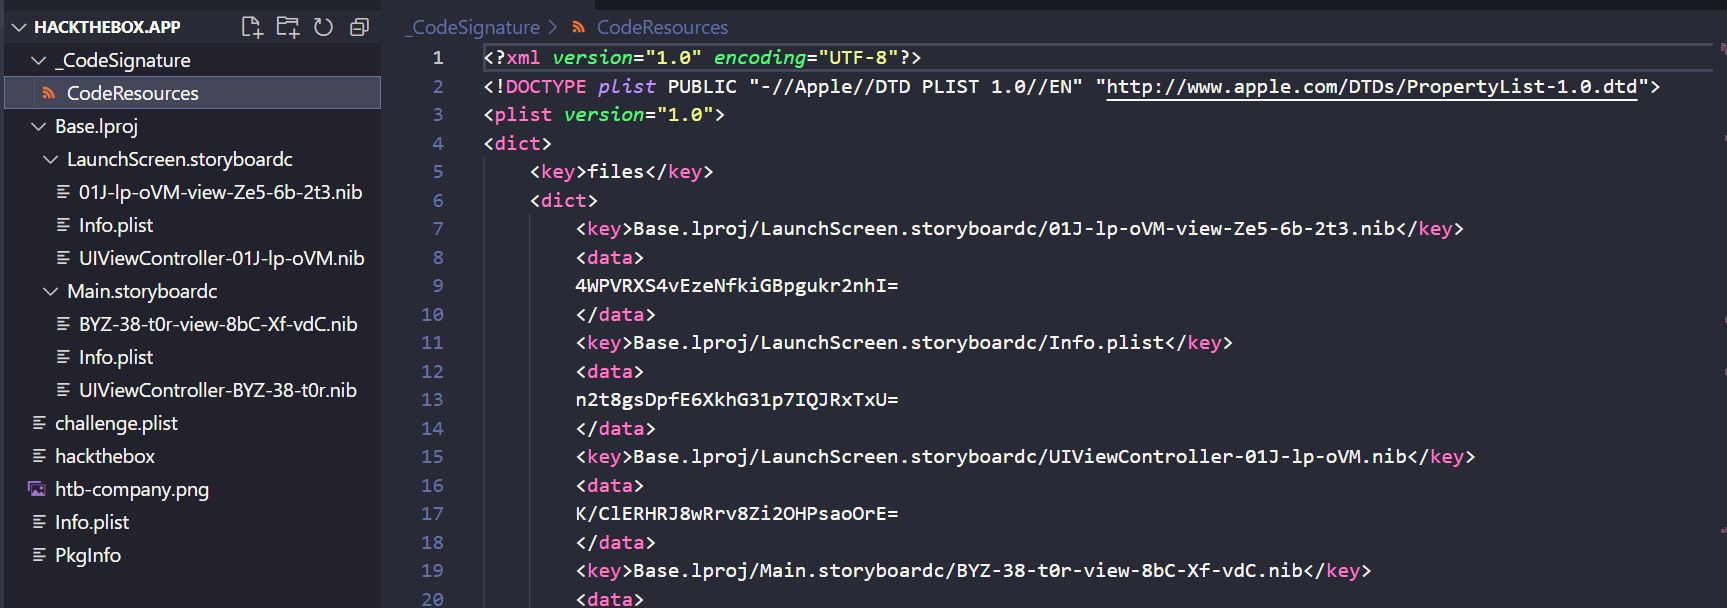 HACKTHEBOX.APP
_CodeSignature
CodeResources
Base.lproj
LaunchScreen.storyboardc
01J-lp-oVM-view-Ze5-6b-2t3.nib
Info.plist
UIViewController-01J-lp-oVM.nib
Main.storyboardc
BYZ-38-t0r-view-8bC-Xf-vdC.nib
Info.plist
UIViewController-BYZ-38-t0r.nib
challenge.plist
hackthebox
htb-company.png
Info.plist
PkgInfo
_CodeSignature > CodeResources
1 <?xml version="1.0" encoding="UTF-8"?>
2 <!DOCTYPE plist PUBLIC "-//Apple//DTD PLIST 1.0//EN" "http://www.apple.com/DTDs/PropertyList-1.0.dtd">
3 <plist version="1.0">
4 <dict>
5 <key>files</key>
6 <dict>
7 <key>Base.lproj/LaunchScreen.storyboardc/01J-lp-oVM-view-Ze5-6b-2t3.nib</key>
8 <data>
9 4WPVRXS4vEzeNfkiGBpgukr2nhI=
10 </data>
11 <key>Base.lproj/LaunchScreen.storyboardc/Info.plist</key>
12 <data>
13 n2t8gsDpfE6XkhG31p7IQJRxTxU=
14 </data>
15 <key>Base.lproj/LaunchScreen.storyboardc/UIViewController-01J-lp-oVM.nib</key>
16 <data>
17 K/ClERHRJ8wRrv8Zi2OHPsaoOrE=
18 </data>
19 <key>Base.lproj/Main.storyboardc/BYZ-38-t0r-view-8bC-Xf-vdC.nib</key>
20 <data>